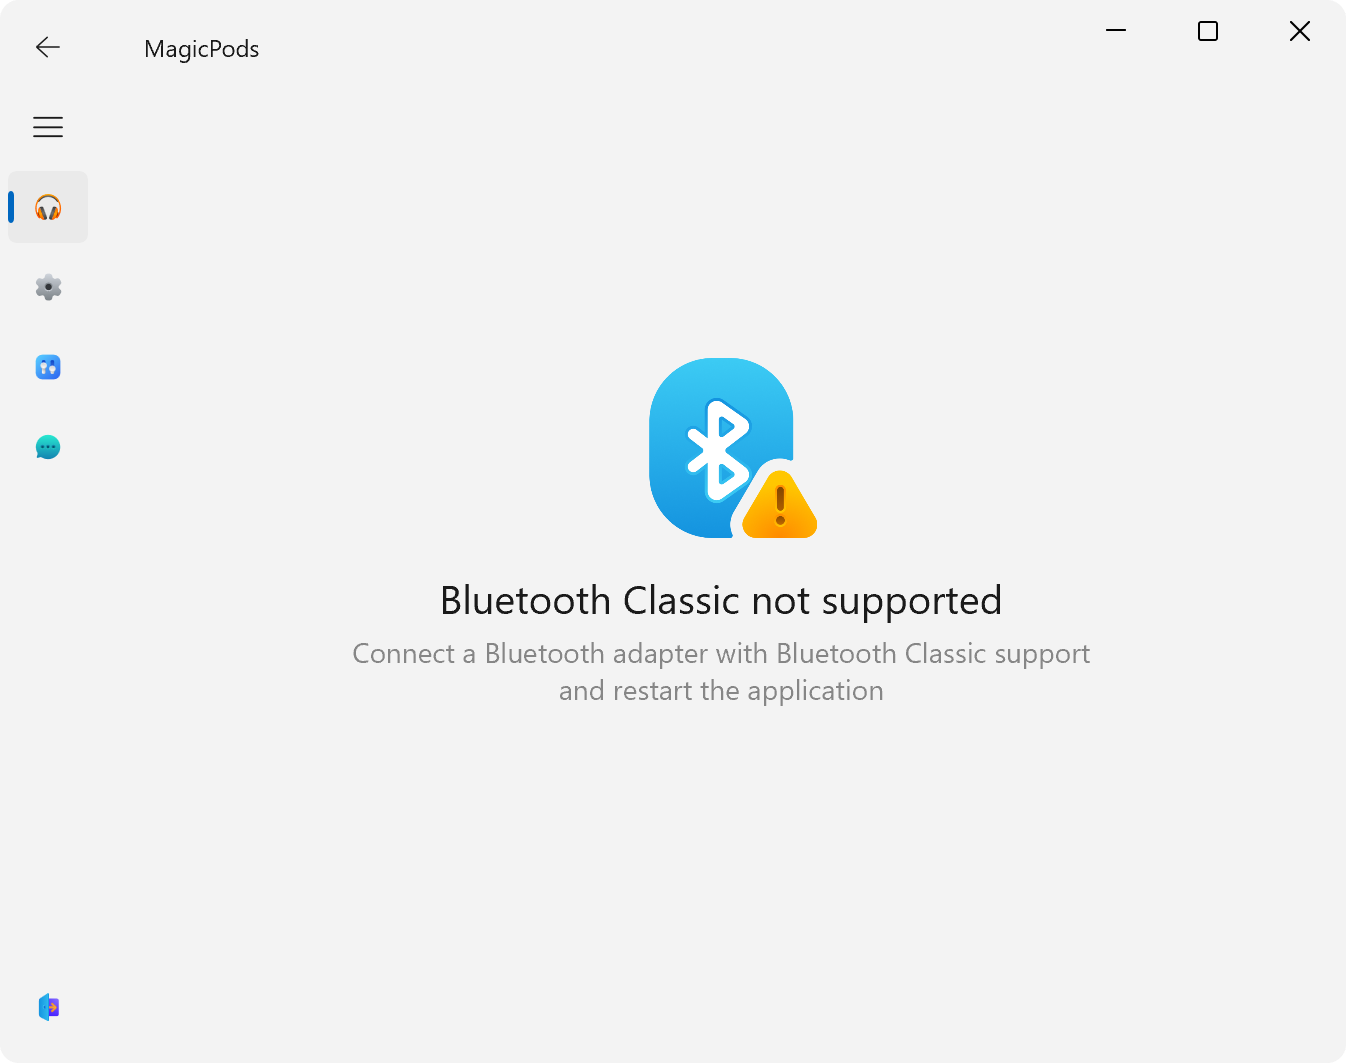 MagicPods
Bluetooth Classic not supported
Connect a Bluetooth adapter with Bluetooth Classic support
and restart the application